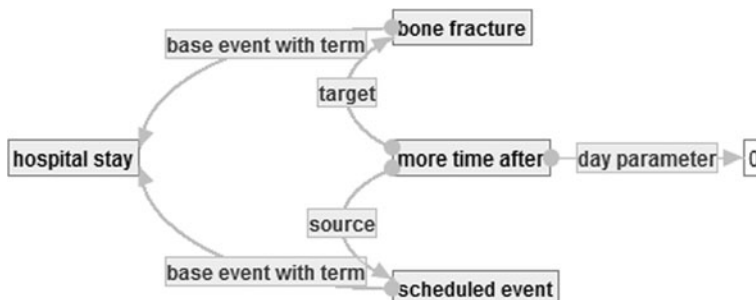 bone fracture
base event with term
target
hospital stay
more time after
day parameter
source
base event with term
scheduled event